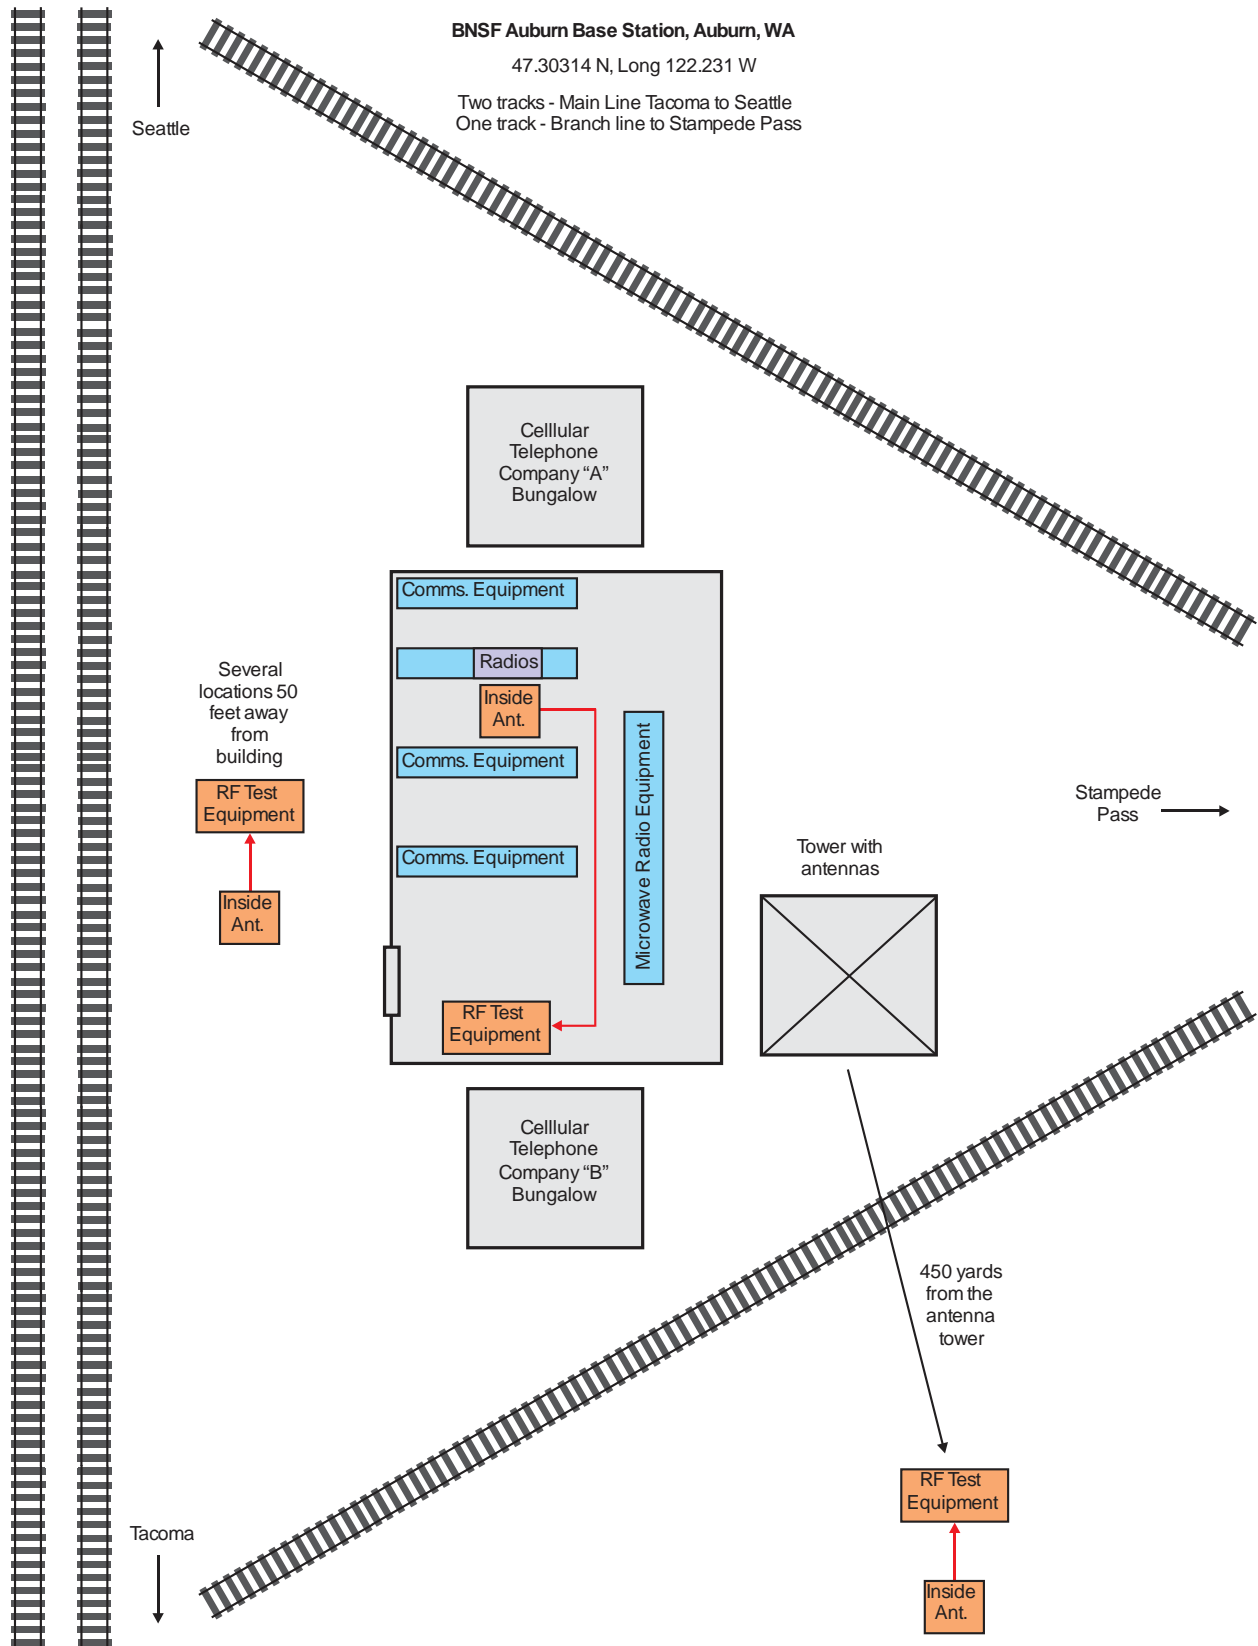 BNSF Auburn Base Station, Auburn, WA
47.30314 N, Long 122.231 W
Two tracks - Main Line Tacoma to Seattle
One track - Branch line to Stampede Pass
Seattle
Celllular
Telephone
Company “A”
Bungalow
Comms. Equipment
Radios
Inside
Ant.
Comms. Equipment
Comms. Equipment
Microwave Radio Equipment
RF Test
Equipment
Several
locations 50
feet away
from
building
RF Test
Equipment
Inside
Ant.
Stampede
Pass
Tower with
antennas
Celllular
Telephone
Company “B”
Bungalow
450 yards
from the
antenna
tower
RF Test
Equipment
Inside
Ant.
Tacoma